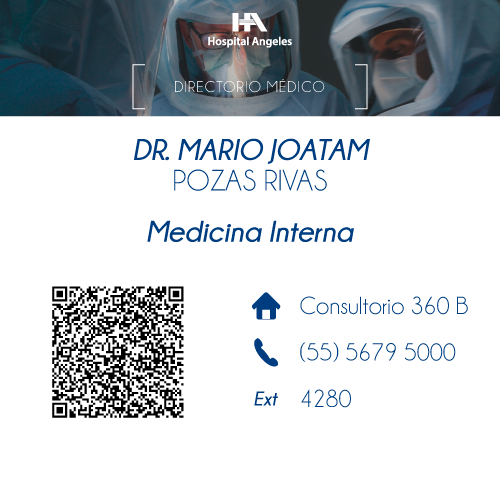 HA
Hospital Angeles
DIRECTORIO MÉDICO
DR. MARIO JOATAM
POZAS RIVAS
Medicina Interna
Consultorio 360 B
(55) 5679 5000
Ext 4280